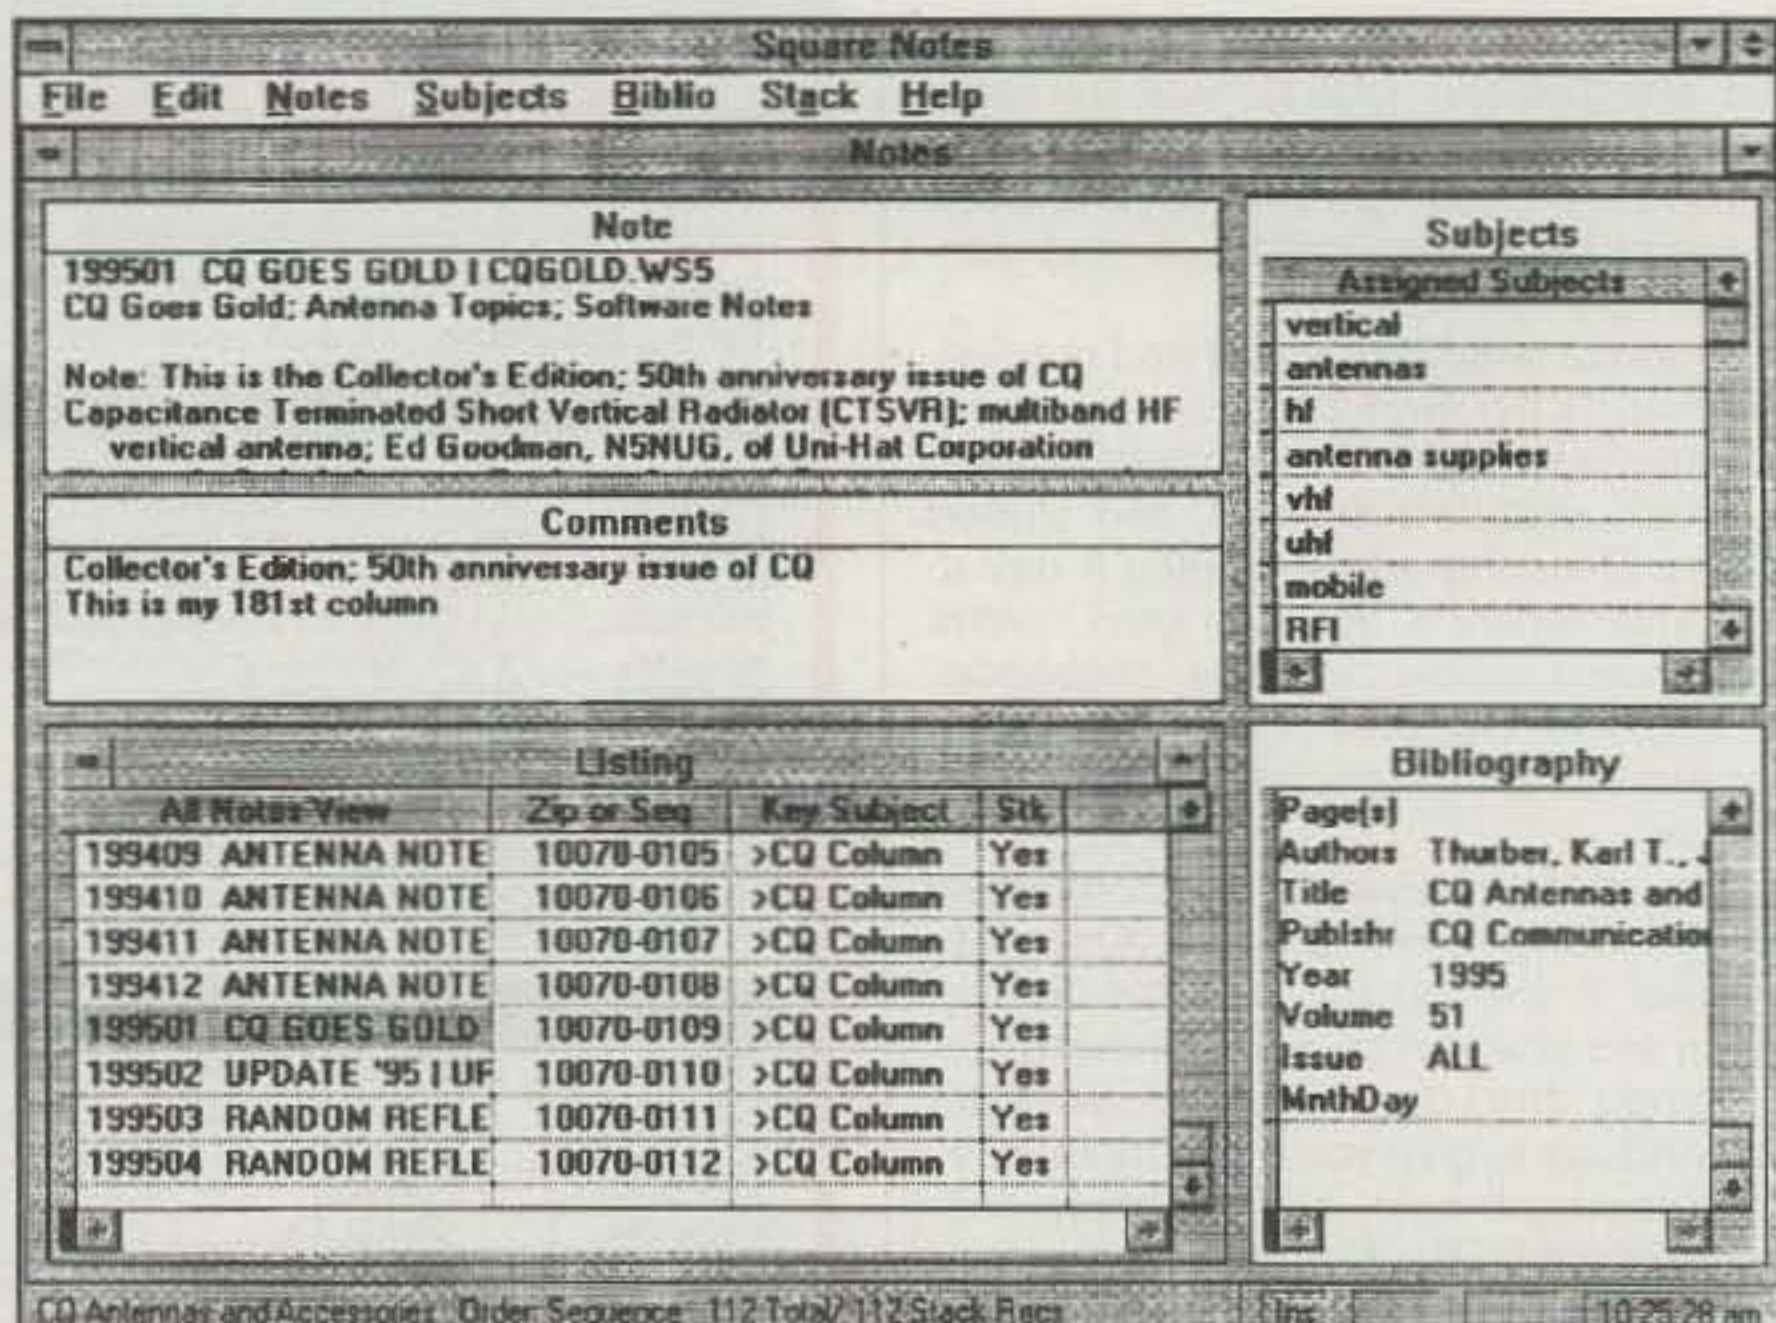 Square Notes
File Edit Notes Subjects Biblio Stack Help
Notes
Note
199501 CQ GOES GOLD | CQGOLD.WS5
CQ Goes Gold; Antenna Topics; Software Notes
Note: This is the Collector's Edition; 50th anniversary issue of CQ
Capacitance Terminated Short Vertical Radiator (CTSVR); multiband HF
vertical antenna; Ed Goodman, N5NUG, of Uni-Hat Corporation
Comments
Collector's Edition; 50th anniversary issue of CQ
This is my 181st column
Subjects
Assigned Subjects
vertical
antennas
hf
antenna supplies
vhf
uhf
mobile
RFI
Listing
All Notes View Zip or Seq Key Subject Stk
199409 ANTENNA NOTE 10070-0105 >CQ Column Yes
199410 ANTENNA NOTE 10070-0106 >CQ Column Yes
199411 ANTENNA NOTE 10070-0107 >CQ Column Yes
199412 ANTENNA NOTE 10070-0108 >CQ Column Yes
199501 CQ GOES GOLD 10070-0109 >CQ Column Yes
199502 UPDATE '95 | UP 10070-0110 >CQ Column Yes
199503 RANDOM REFLE 10070-0111 >CQ Column Yes
199504 RANDOM REFLE 10070-0112 >CQ Column Yes
Bibliography
Page(s)
Authors Thurber, Karl T., J
Title CQ Antennas and
Publshr CQ Communication
Year 1995
Volume 51
Issue ALL
MnthDay
CQ Antennas and Accessories Order: Sequence 112 Total/ 112 Stack Recs Ins 10:25:28 am